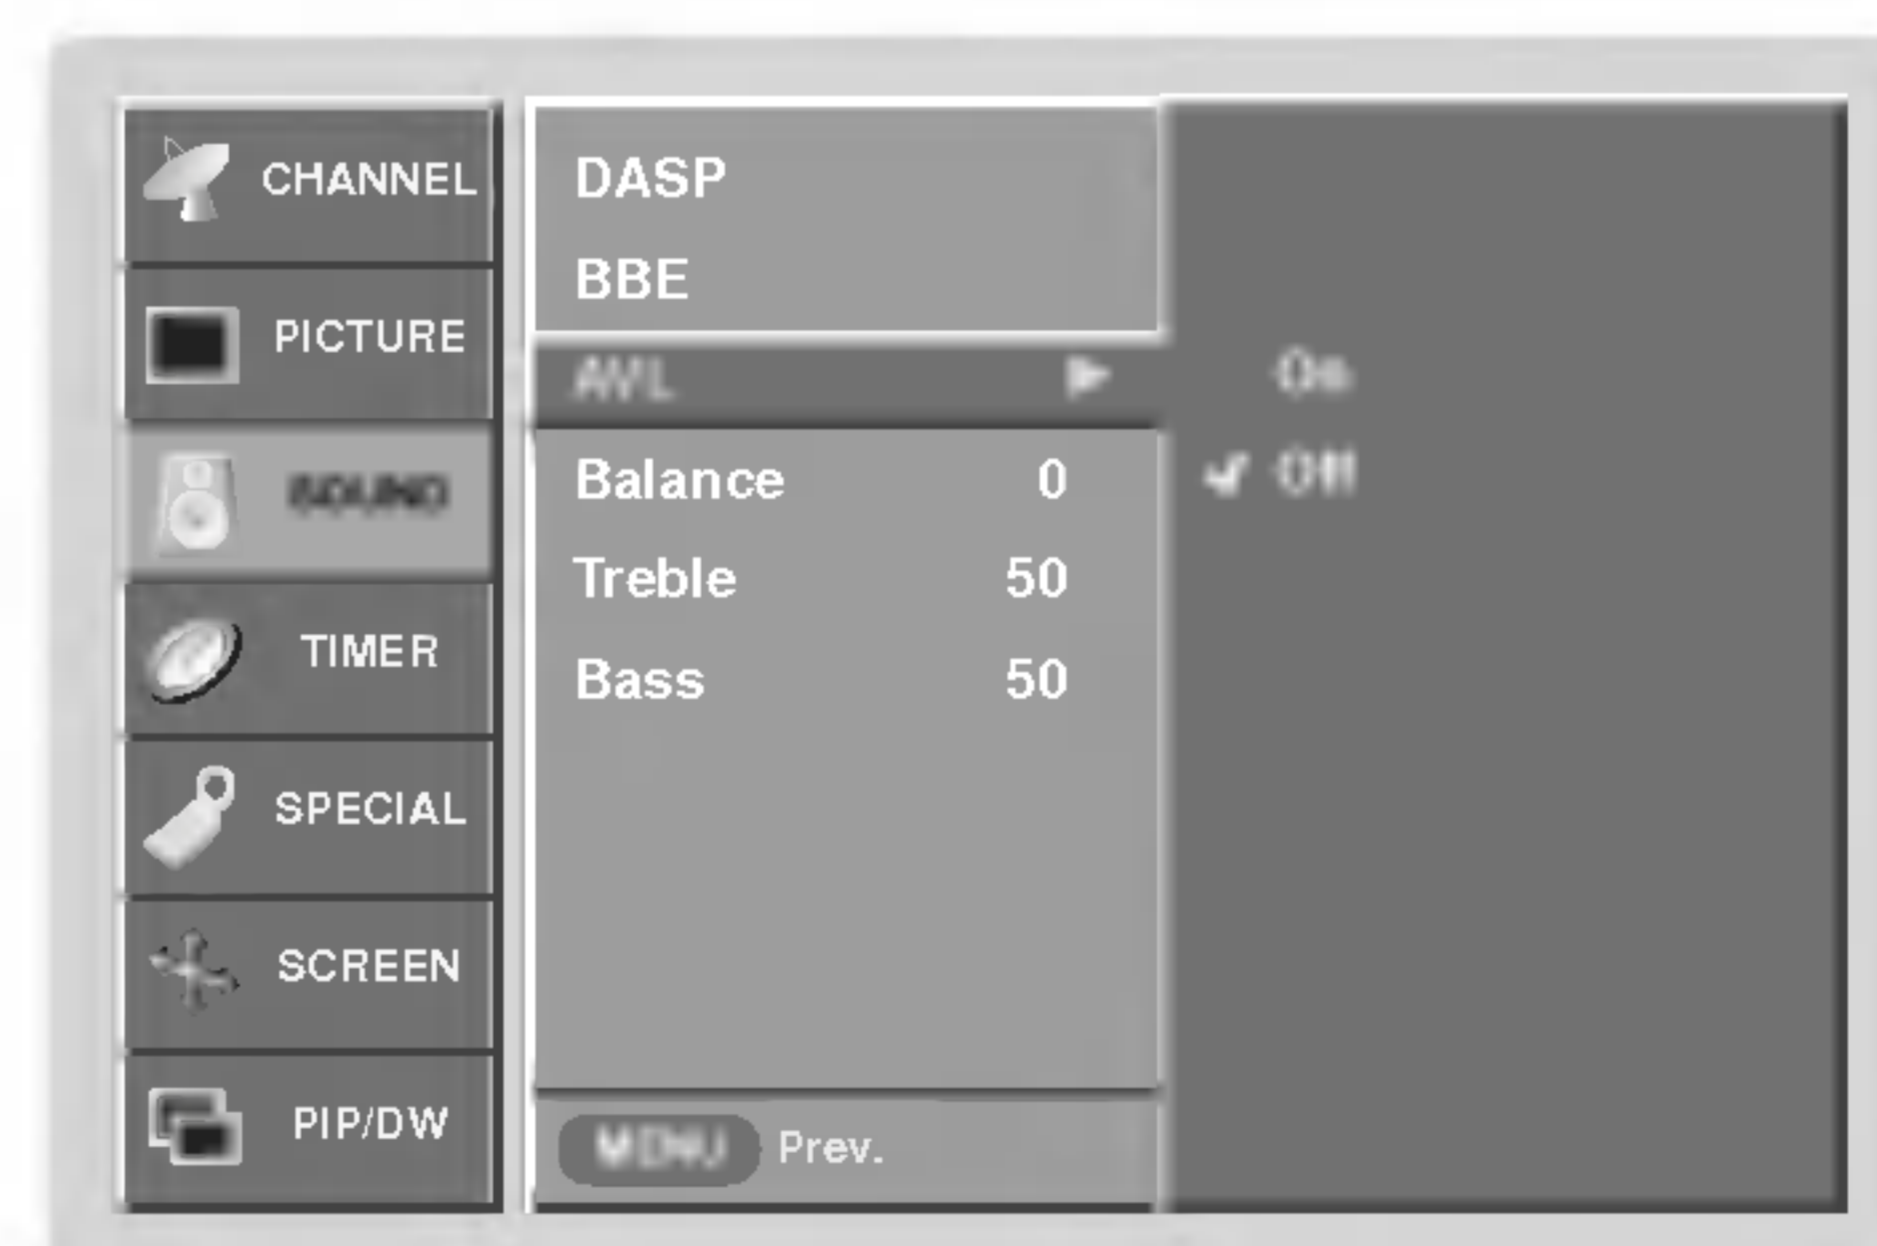 CHANNEL
PICTURE
SOUND
TIMER
SPECIAL
SCREEN
PIP/DW
DASP
BBE
AVL
Balance 0
Treble 50
Bass 50
MENU Prev.
On
Off